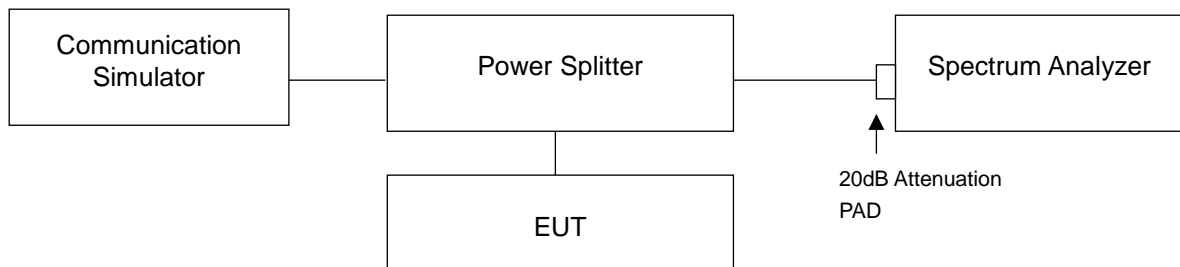 Communication
Simulator
Power Splitter
Spectrum Analyzer
20dB Attenuation
PAD
EUT